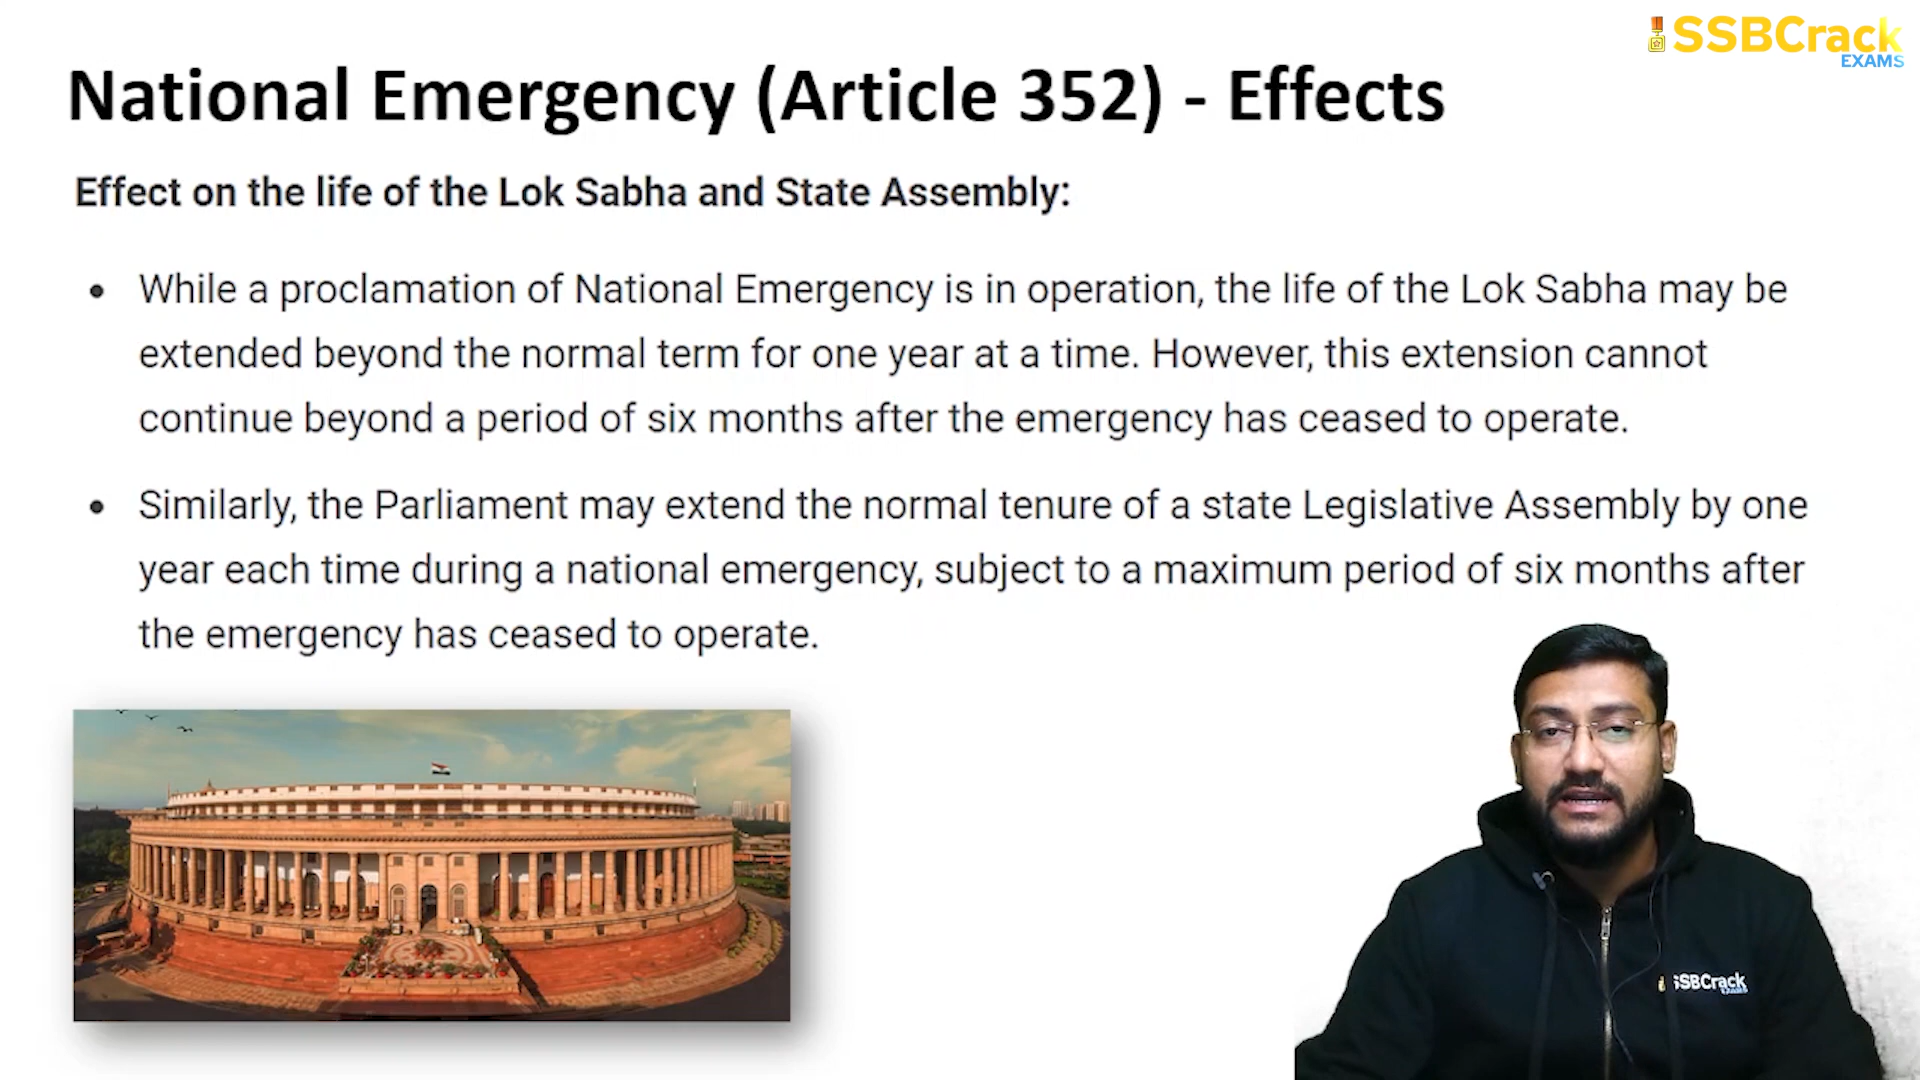 SSBCrack
EXAMS
National Emergency (Article 352) - Effects
Effect on the life of the Lok Sabha and State Assembly:
• While a proclamation of National Emergency is in operation, the life of the Lok Sabha may be
extended beyond the normal term for one year at a time. However, this extension cannot
continue beyond a period of six months after the emergency has ceased to operate.
• Similarly, the Parliament may extend the normal tenure of a state Legislative Assembly by one
year each time during a national emergency, subject to a maximum period of six months after
the emergency has ceased to operate.
SSBCrack
EXAMS